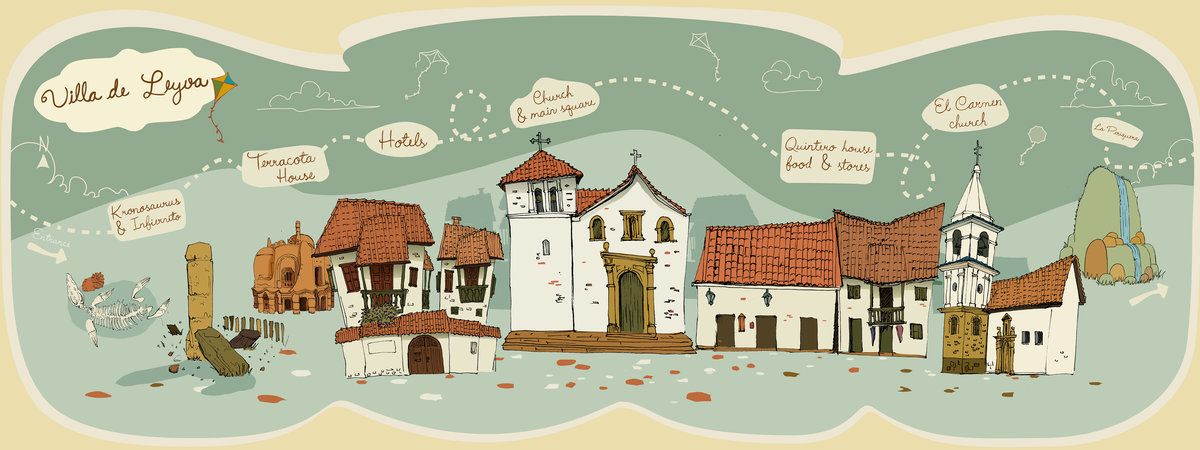 Villa de Leyva
N
Entrance
Kronosaurus
& Infiernito
Terracota
House
Hotels
Church
& main square
Quintero house
food & stores
El Carmen
church
La Periquera